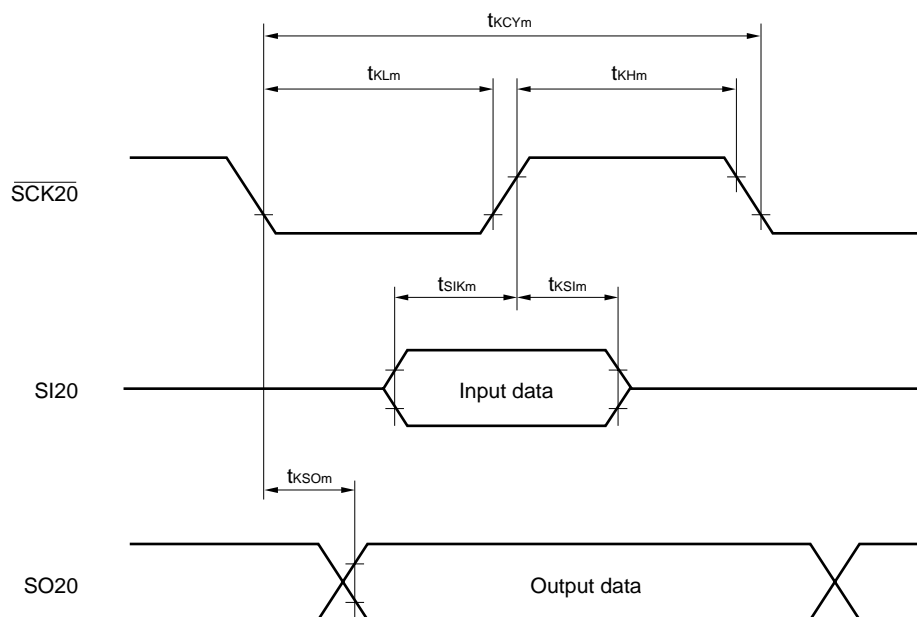 tKCYm
tKLm
tKHm
SCK20
tSIKm
tKSIm
SI20
Input data
tKSOm
SO20
Output data